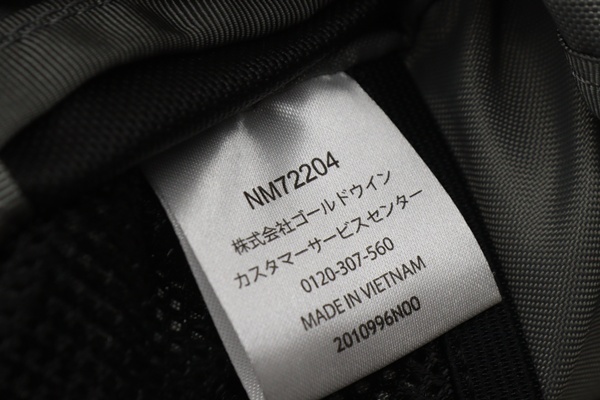 NM72204
株式会社ゴールドウイン
カスタマーサービスセンター
0120-307-560
MADE IN VIETNAM
2010996N00